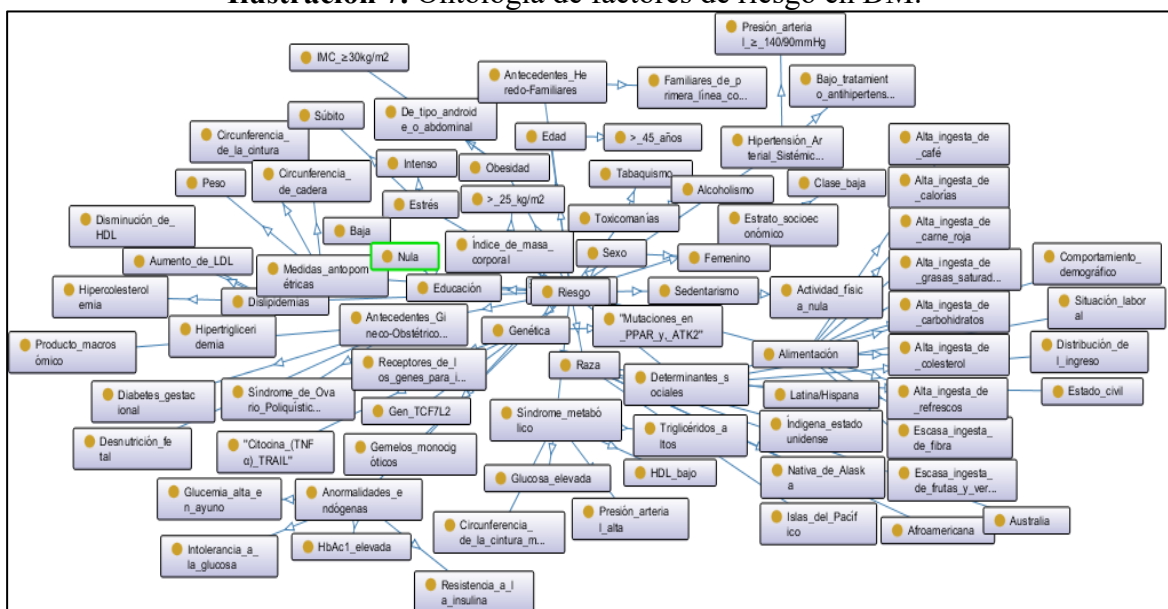 Ilustración 7. Ontología de factores de riesgo en DM.
Presión_arteria
l_≥_140/90mmHg
IMC_≥30kg/m2
Antecedentes_He
redo-Familiares
Familiares_de_p
rimera_línea_co...
Bajo_tratamient
o_antihipertens...
Súbito
De_tipo_android
e_o_abdominal
Edad
>_45_años
Hipertensión_Ar
terial_Sistémic...
Alta_ingesta_de
_café
Circunferencia_
de_la_cintura
Intenso
Obesidad
Tabaquismo
Alcoholismo
Clase_baja
Alta_ingesta_de
_calorías
Peso
Circunferencia_
de_cadera
Estrés
>_25_kg/m2
Toxicomanías
Estrato_socioec
onómico
Alta_ingesta_de
_carne_roja
Disminución_de_
HDL
Baja
Nula
Índice_de_masa_
corporal
Sexo
Femenino
Alta_ingesta_de
_grasas_saturad...
Comportamiento_
demográfico
Aumento_de_LDL
Medidas_antopom
étricas
Educación
Riesgo
Sedentarismo
Actividad_físic
a_nula
Alta_ingesta_de
_carbohidratos
Situación_labor
al
Hipercolesterol
emia
Dislipidemias
Antecedentes_Gi
neco-Obstétrico...
Genética
"Mutaciones_en
_PPAR_y,_ATK2"
Alimentación
Alta_ingesta_de
_colesterol
Distribución_de
l_ingreso
Producto_macros
ómico
Hipertrigliceri
demia
Receptores_de_l
os_genes_para_i...
Raza
Determinantes_s
ociales
Latina/Hispana
Alta_ingesta_de
_refrescos
Estado_civil
Diabetes_gestac
ional
Síndrome_de_Ova
rio_Poliquístic...
Gen_TCF7L2
Síndrome_metabó
lico
Triglicéridos_a
ltos
Índigena_estado
unidense
Escasa_ingesta_
de_fibra
Desnutrición_fe
tal
"Citocina_(TNF
α)_TRAIL"
Gemelos_monocig
óticos
Glucosa_elevada
HDL_bajo
Nativa_de_Alask
a
Escasa_ingesta_
de_frutas_y_ver...
Glucemia_alta_e
n_ayuno
Anormalidades_e
ndógenas
Presión_arteria
l_alta
Islas_del_Pacíf
ico
Afroamericana
Australia
Intolerancia_a_
la_glucosa
HbAc1_elevada
Circunferencia_
de_la_cintura_m...
Resistencia_a_l
a_insulina